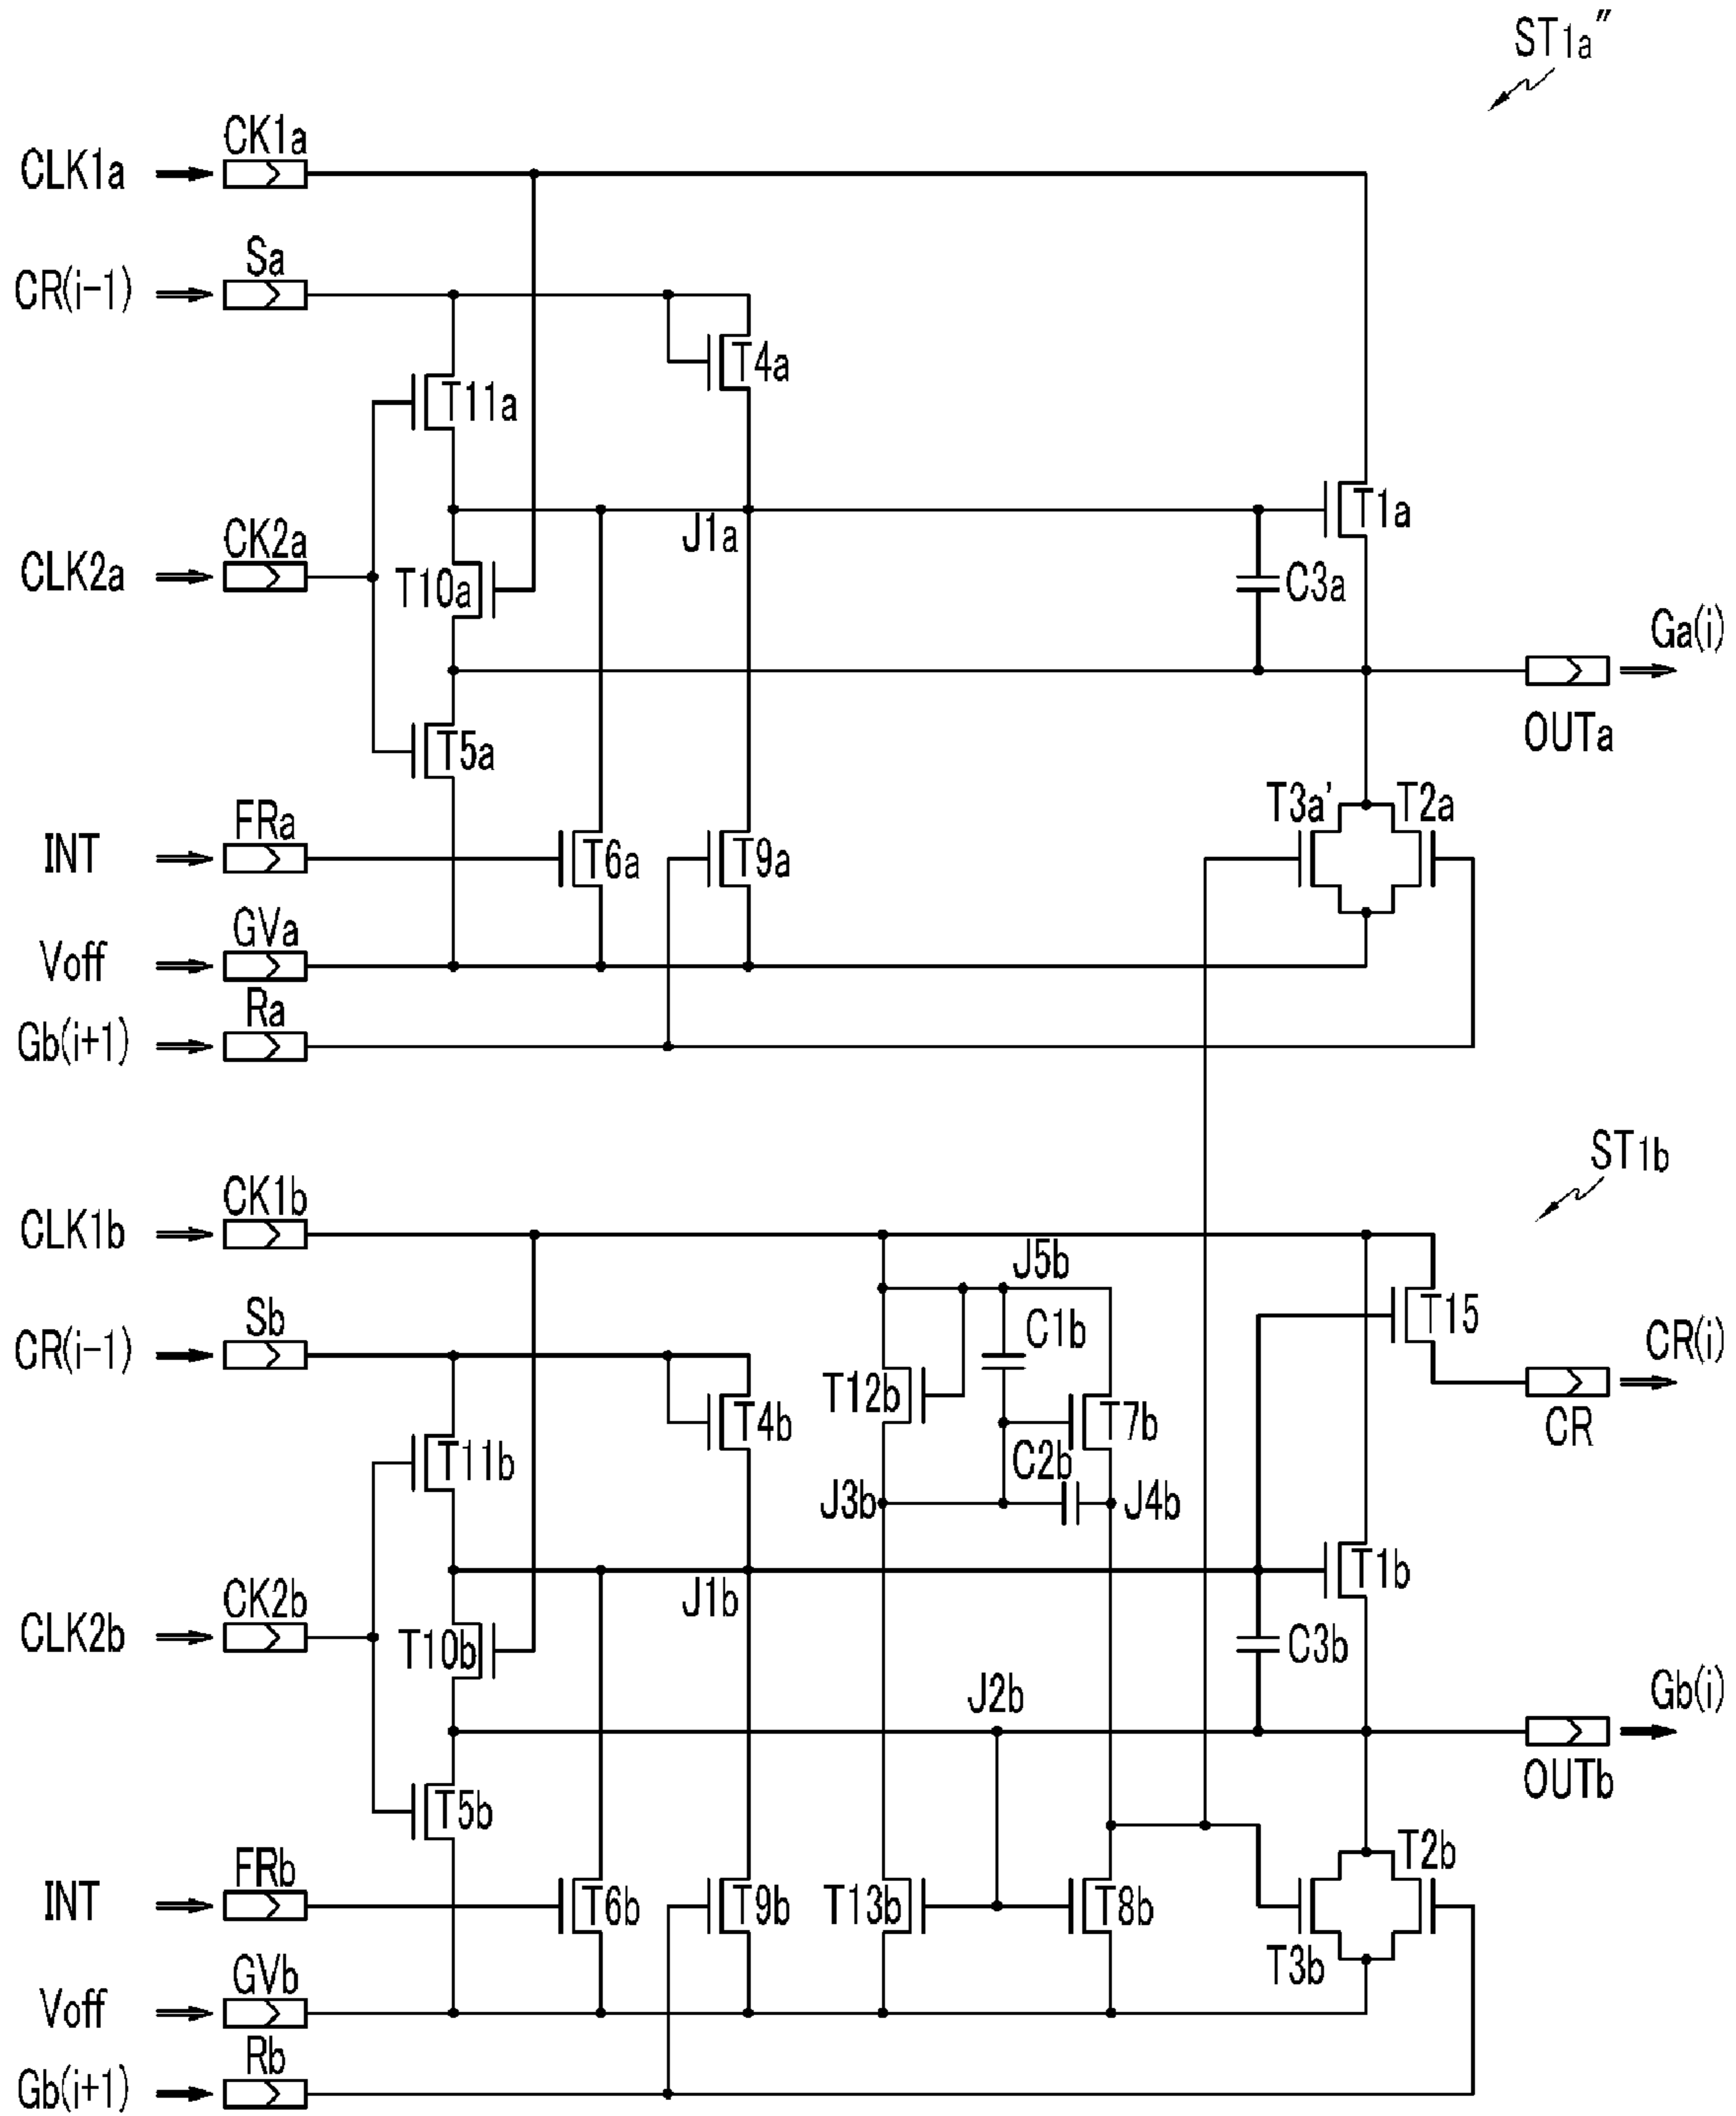 ST1a″
CK1a
CLK1a
Sa
CR(i-1)
T4a
T11a
T1a
J1a
CK2a
CLK2a
T10a
C3a
Ga(i)
OUTa
T5a
T3a' T2a
FRa
INT
T6a
T9a
GVa
Voff
Ra
Gb(i+1)
ST1b
CK1b
CLK1b
J5b
Sb
CR(i-1)
C1b
T15
CR(i)
T12b
T4b
T7b
CR
T11b
C2b
J3b
J4b
T1b
J1b
CK2b
CLK2b
T10b
C3b
J2b
Gb(i)
OUTb
T5b
T2b
FRb
INT
T6b
T9b
T13b
T8b
T3b
GVb
Voff
Rb
Gb(i+1)